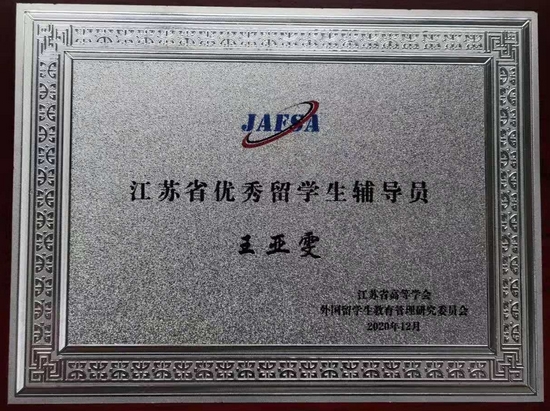 JAFSA
江苏省优秀留学生辅导员
王亚雯
江苏省高等学会
外国留学生教育管理研究委员会
2020年12月